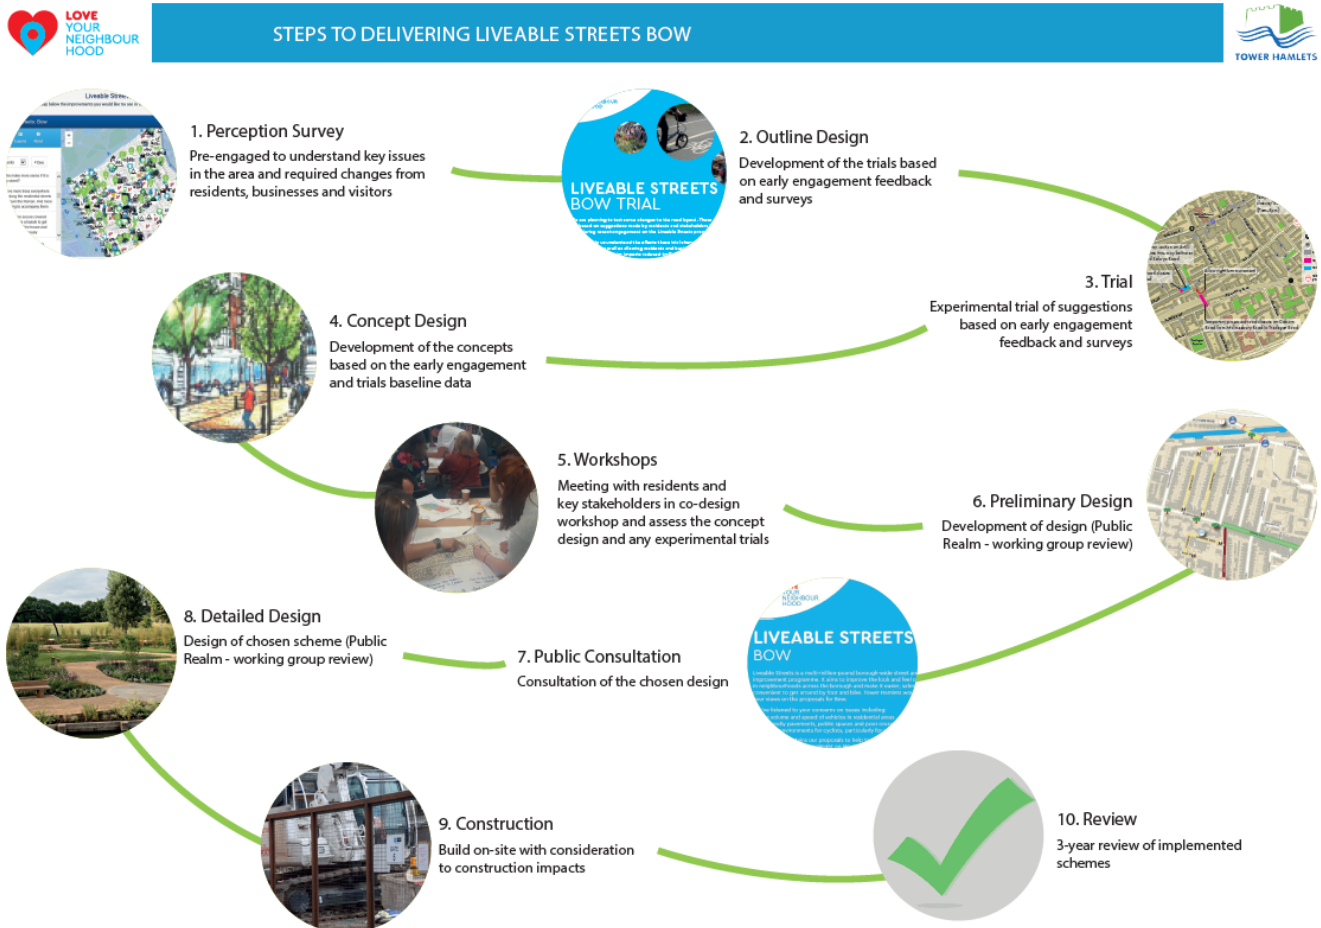 LOVE
YOUR
NEIGHBOUR
HOOD
STEPS TO DELIVERING LIVEABLE STREETS BOW
TOWER HAMLETS
1. Perception Survey
Pre-engaged to understand key issues
in the area and required changes from
residents, businesses and visitors
LIVEABLE STREETS
BOW TRIAL
2. Outline Design
Development of the trials based
on early engagement feedback
and surveys
3. Trial
Experimental trial of suggestions
based on early engagement
feedback and surveys
4. Concept Design
Development of the concepts
based on the early engagement
and trials baseline data
5. Workshops
Meeting with residents and
key stakeholders in co-design
workshop and assess the concept
design and any experimental trials
6. Preliminary Design
Development of design (Public
Realm - working group review)
YOUR
NEIGHBOUR
HOOD
LIVEABLE STREETS
BOW
7. Public Consultation
Consultation of the chosen design
8. Detailed Design
Design of chosen scheme (Public
Realm - working group review)
9. Construction
Build on-site with consideration
to construction impacts
10. Review
3-year review of implemented
schemes